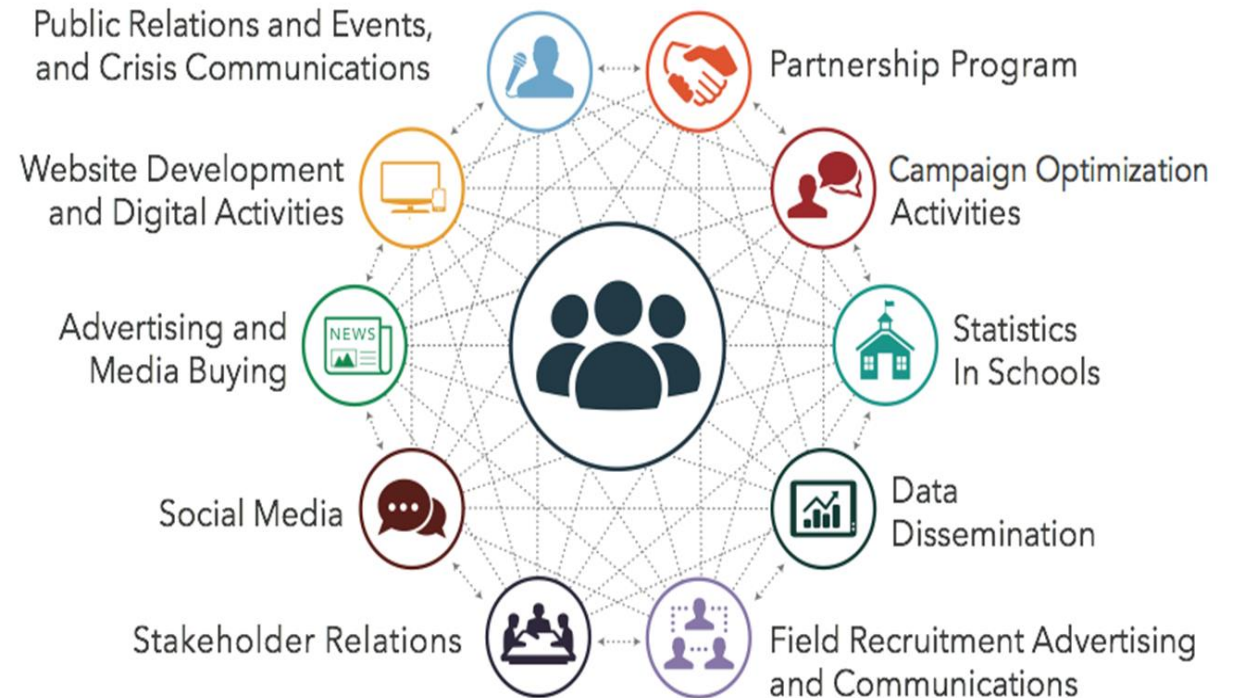 Public Relations and Events,
and Crisis Communications
Partnership Program
Website Development
and Digital Activities
Campaign Optimization
Activities
Advertising and
Media Buying
NEWS
Statistics
In Schools
Social Media
Data
Dissemination
Stakeholder Relations
Field Recruitment Advertising
and Communications